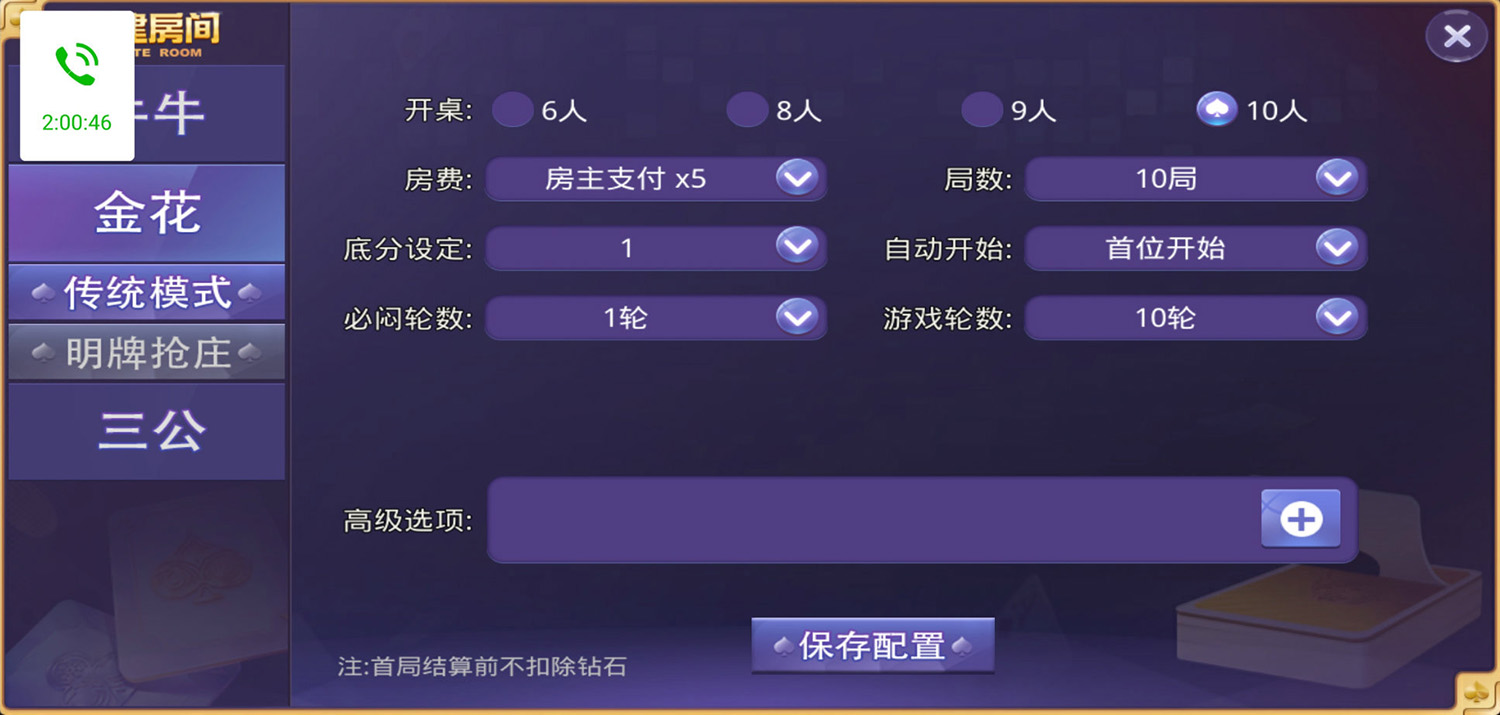 房间
TE ROOM
2:00:46
牛
金花
传统模式
明牌抢庄
三公
开桌: 6人 8人 9人 10人
房费: 房主支付 x5 局数: 10局
底分设定: 1 自动开始: 首位开始
必闷轮数: 1轮 游戏轮数: 10轮
高级选项:
保存配置
注:首局结算前不扣除钻石